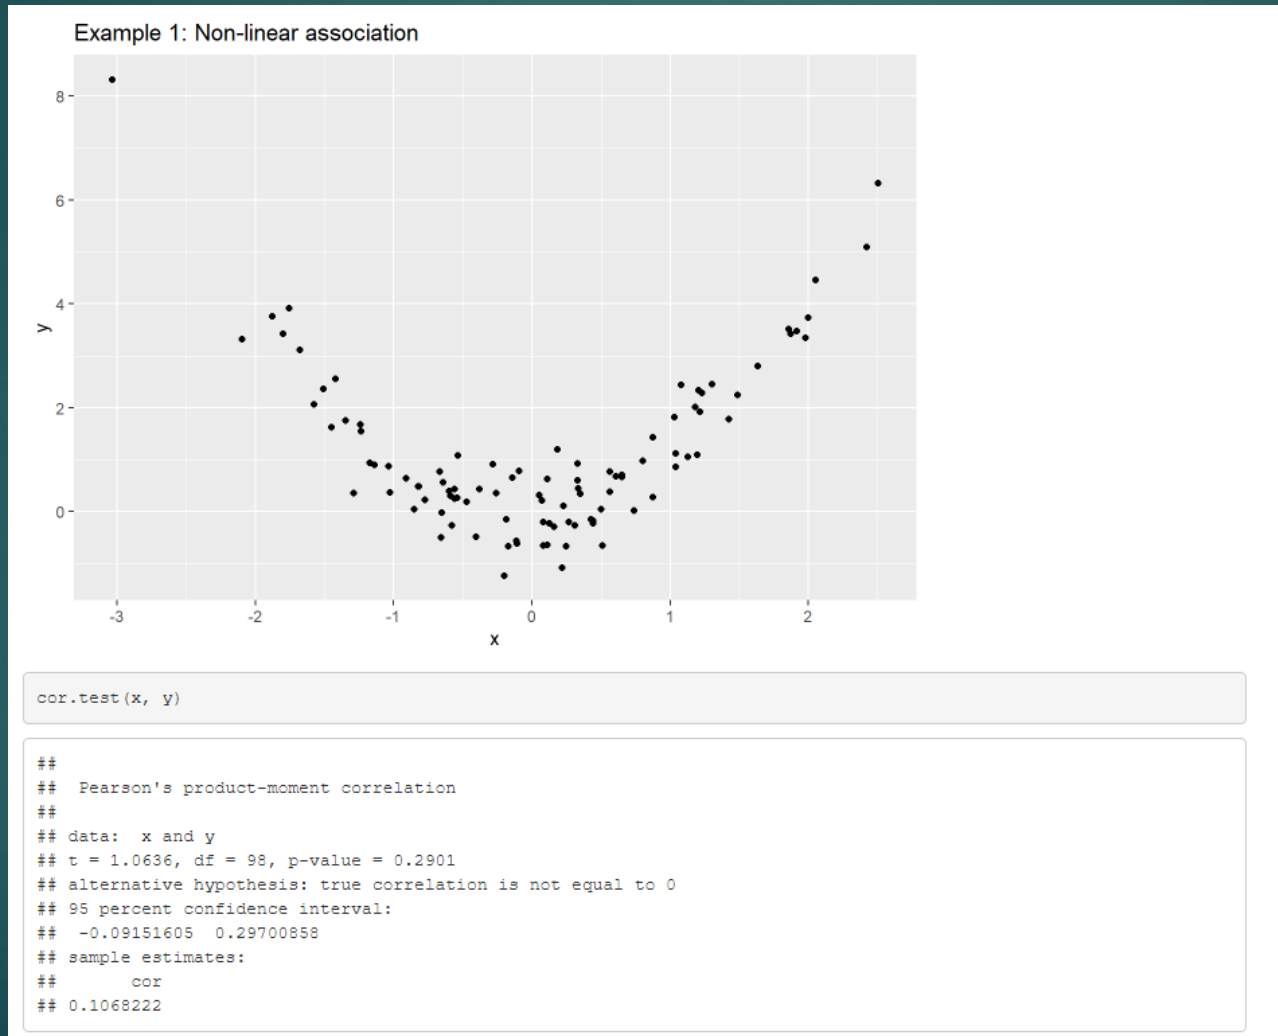 Example 1: Non-linear association
8
6
4
2
0
y
-3 -2 -1 0 1 2
x
cor.test(x, y)
##
##  Pearson's product-moment correlation
##
## data:  x and y
## t = 1.0636, df = 98, p-value = 0.2901
## alternative hypothesis: true correlation is not equal to 0
## 95 percent confidence interval:
##  -0.09151605  0.29700858
## sample estimates:
##       cor
## 0.1068222